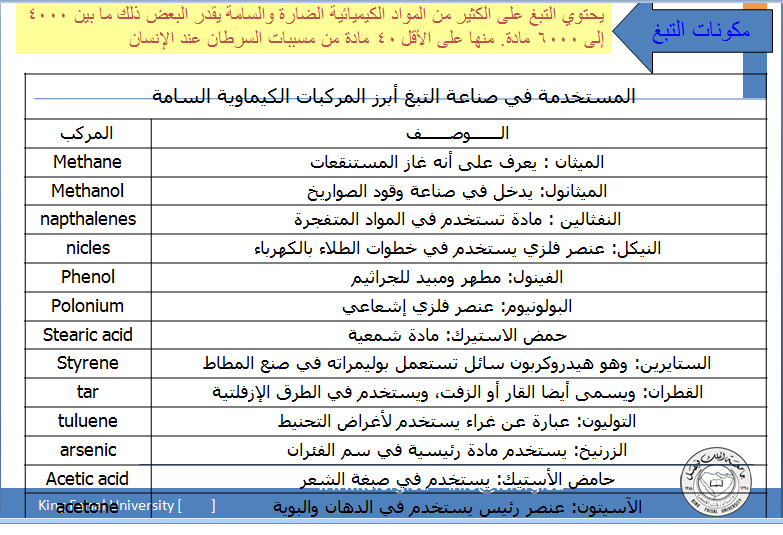 مكونات التبغ
يحتوي التبغ على الكثير من المواد الكيميائية الضارة والسامة يقدر البعض ذلك ما بين ٤٠٠٠
إلى ٦٠٠٠ مادة. منها على الأقل ٤٠ مادة من مسببات السرطان عند الإنسان
المستخدمة في صناعة التبغ أبرز المركبات الكيماوية السامة
الـــــوصـــــف المركب
الميثان : يعرف على أنه غاز المستنقعات Methane
الميثانول: يدخل في صناعة وقود الصواريخ Methanol
النفثالين : مادة تستخدم في المواد المتفجرة napthalenes
النيكل: عنصر فلزي يستخدم في خطوات الطلاء بالكهرباء nicles
الفينول: مطهر ومبيد للجراثيم Phenol
البولونيوم: عنصر فلزي إشعاعي Polonium
حمض الاستيرك: مادة شمعية Stearic acid
الستايرين: وهو هيدروكربون سائل تستعمل بوليمراته في صنع المطاط Styrene
القطران: ويسمى أيضا القار أو الزفت، ويستخدم في الطرق الإزفلتية tar
التوليون: عبارة عن غراء يستخدم لأغراض التحنيط tuluene
الزرنيخ: يستخدم مادة رئيسية في سم الفئران arsenic
حامض الأستيك: يستخدم في صبغة الشعر Acetic acid
الآسيتون: عنصر رئيس يستخدم في الدهان والبوية acetone
King Faisal University [ ]
KING FAISAL UNIVERSITY